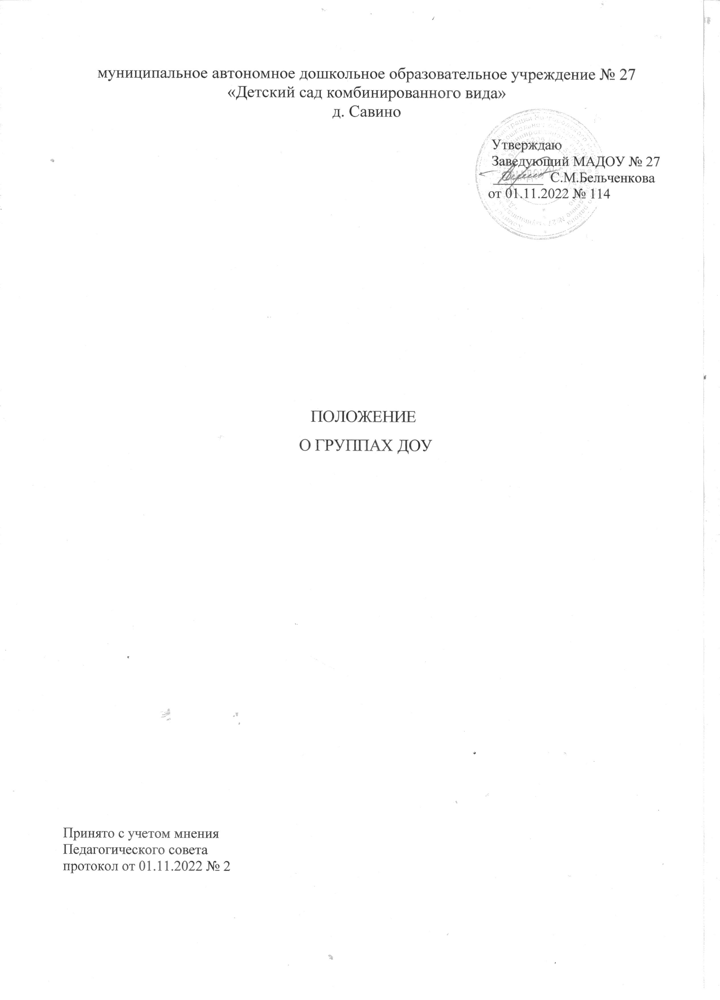 муниципальное автономное дошкольное образовательное учреждение № 27
«Детский сад комбинированного вида»
д. Савино
Утверждаю
Заведующий МАДОУ № 27
С.М.Бельченкова
от 01.11.2022 № 114
ПОЛОЖЕНИЕ
О ГРУППАХ ДОУ
Принято с учетом мнения
Педагогического совета
протокол от 01.11.2022 № 2